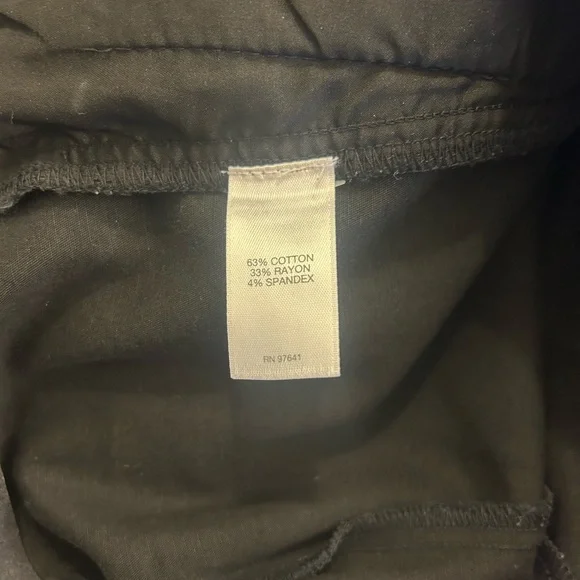 63% COTTON
33% RAYON
4% SPANDEX
RN 97641